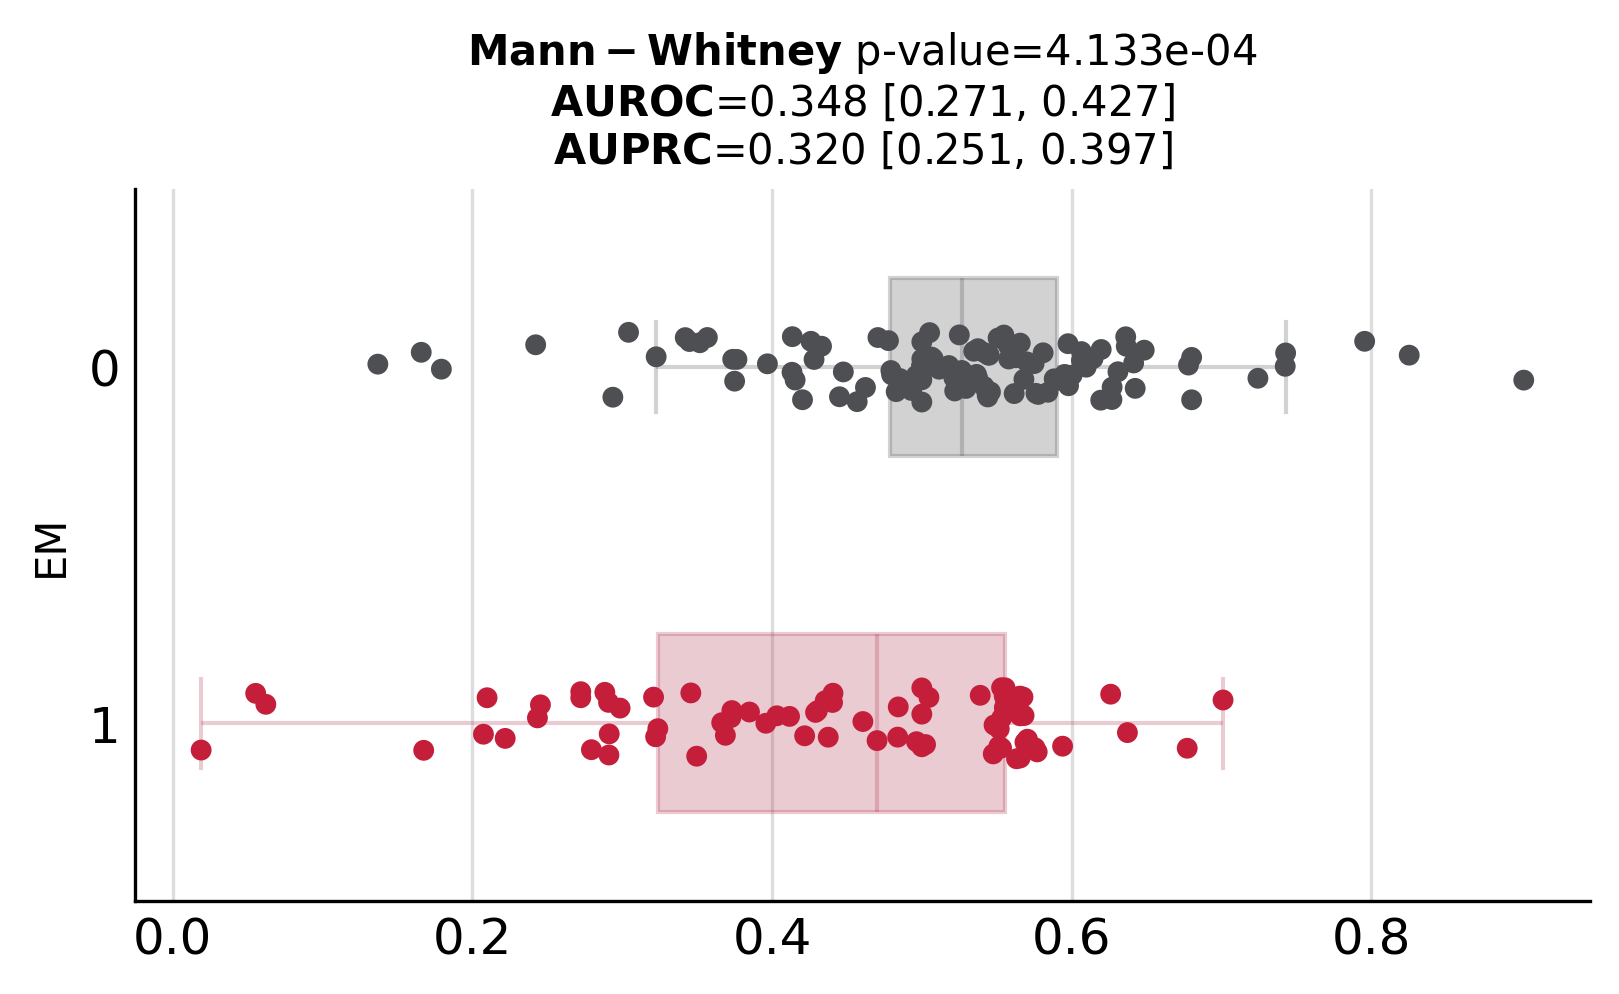 Mann − Whitney p-value=4.133e-04
AUROC=0.348 [0.271, 0.427]
AUPRC=0.320 [0.251, 0.397]
0
EM
1
0.0 0.2 0.4 0.6 0.8